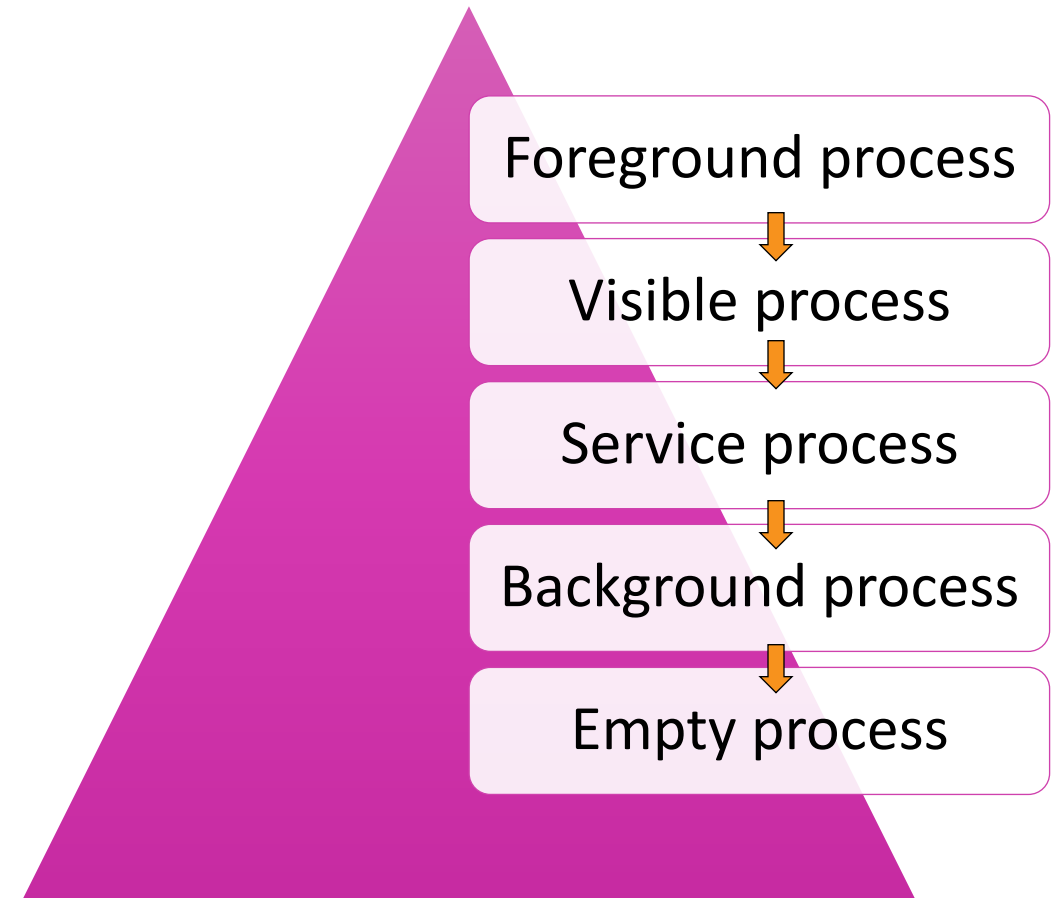 Foreground process
Visible process
Service process
Background process
Empty process